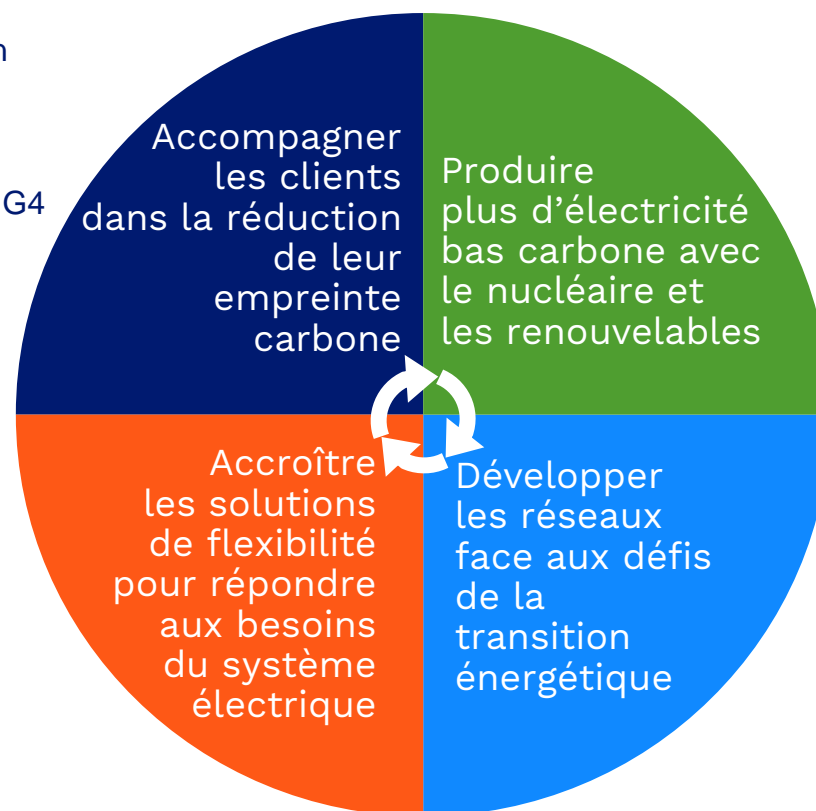 G4
Accompagner
les clients
dans la réduction
de leur
empreinte
carbone
Produire
plus d’électricité
bas carbone avec
le nucléaire et
les renouvelables
Accroître
les solutions
de flexibilité
pour répondre
aux besoins
du système
électrique
Développer
les réseaux
face aux défis
de la
transition
énergétique